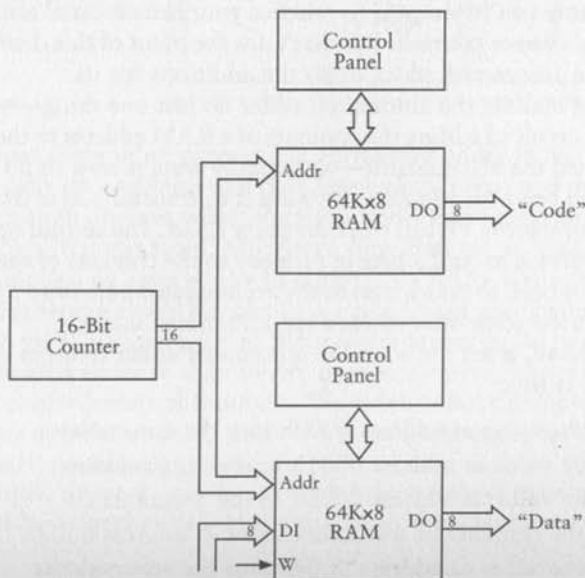 Control
Panel
Addr
64Kx8
RAM
DO
8
“Code”
16-Bit
Counter
16
Control
Panel
Addr
64Kx8
RAM
DO
8
“Data”
8
DI
W